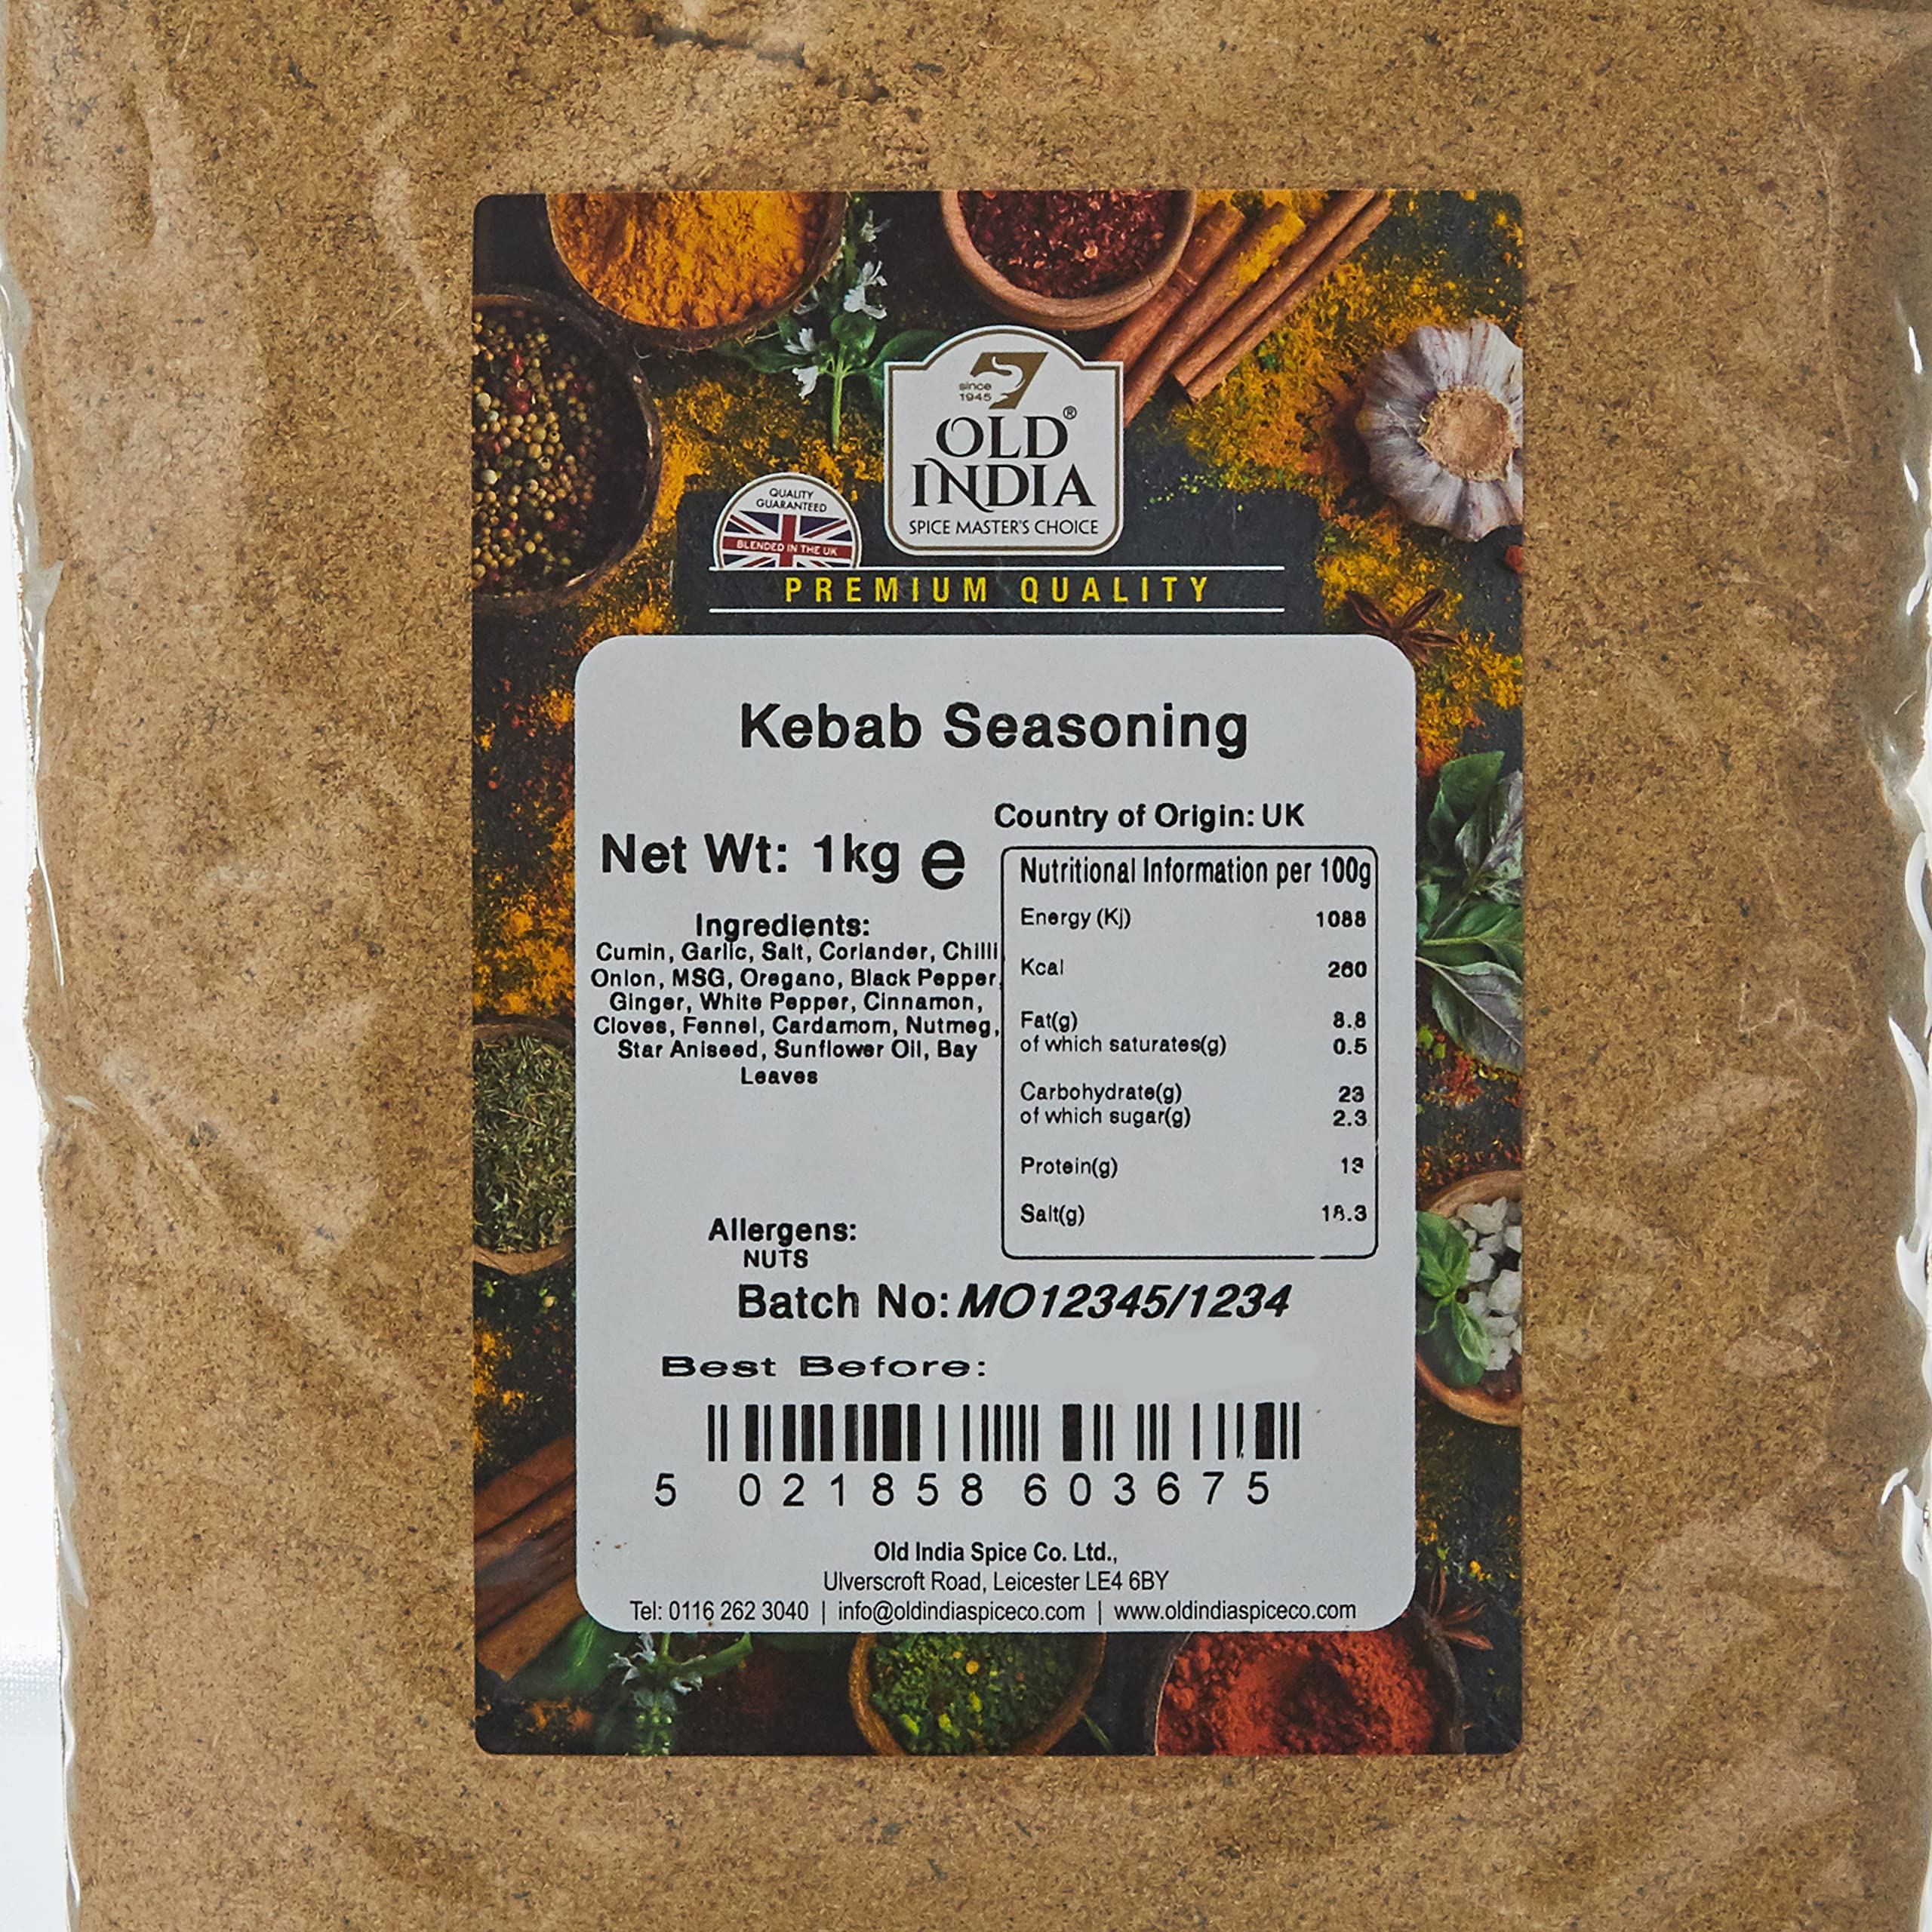 since
1945
OLD®
INDIA
SPICE MASTER'S CHOICE
QUALITY
GUARANTEED
BLENDED IN THE UK
PREMIUM QUALITY
Kebab Seasoning
Country of Origin: UK
Net Wt: 1kg e
Ingredients:
Cumin, Garlic, Salt, Coriander, Chilli
Onion, MSG, Oregano, Black Pepper,
Ginger, White Pepper, Cinnamon,
Cloves, Fennel, Cardamom, Nutmeg,
Star Aniseed, Sunflower Oil, Bay
Leaves
Nutritional Information per 100g
Energy (Kj) 1088
Kcal 260
Fat(g) 8.8
of which saturates(g) 0.5
Carbohydrate(g) 23
of which sugar(g) 2.3
Protein(g) 13
Salt(g)
Allergens:
NUTS
Batch No: MO12345/1234
Best Before:
5 021858 603675
Old India Spice Co. Ltd.,
Ulverscroft Road, Leicester LE4 6BY
Tel: 0116 262 3040 | info@oldindiaspiceco.com | www.oldindiaspiceco.com